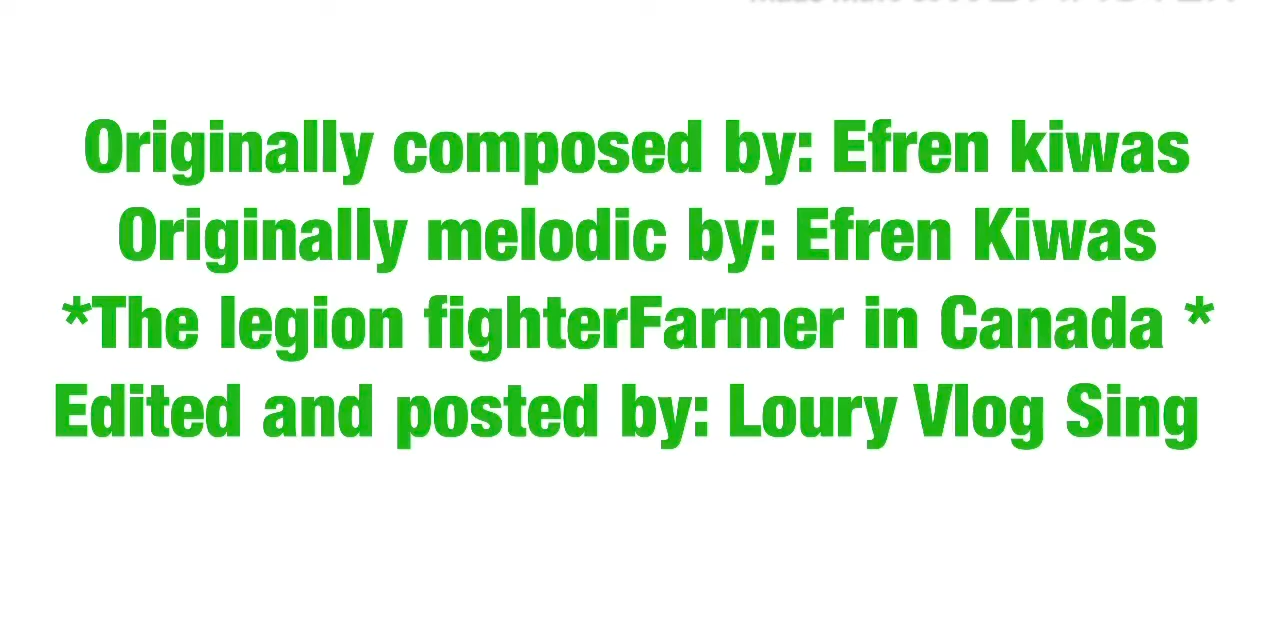 Originally composed by: Efren kiwas
Originally melodic by: Efren Kiwas
*The legion fighterFarmer in Canada *
Edited and posted by: Loury Vlog Sing